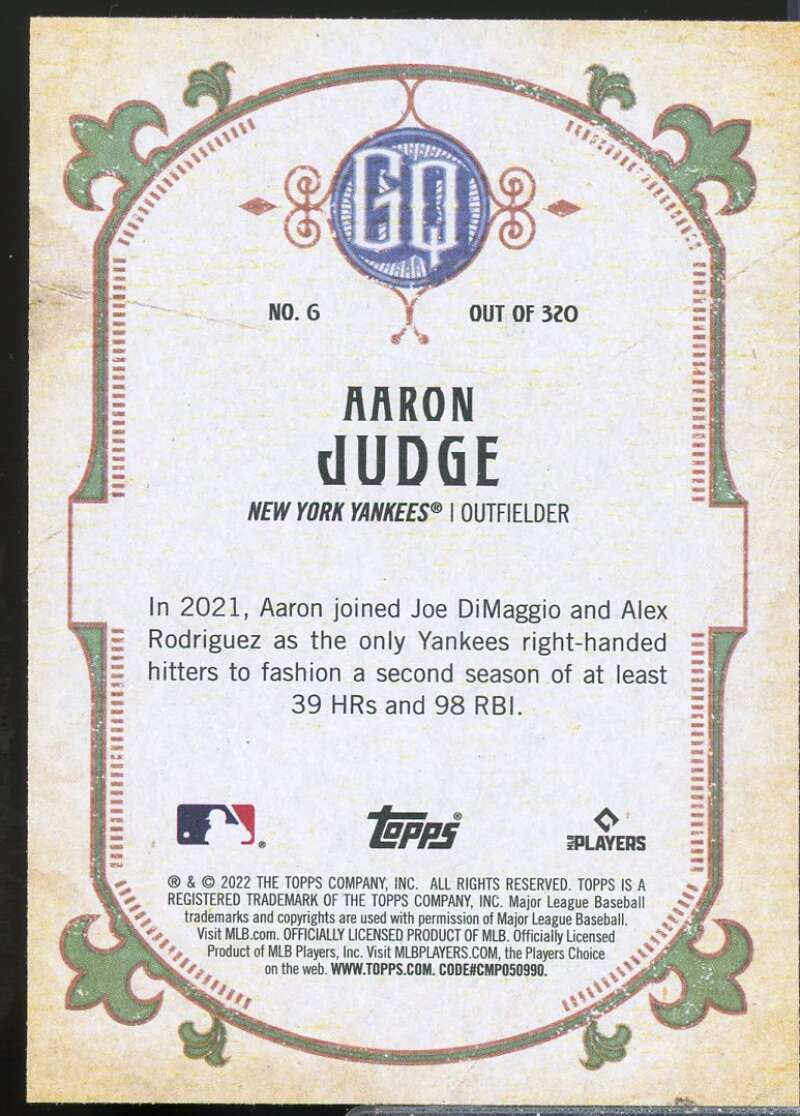 GQ
NO. 6 OUT OF 320
AARON
JUDGE
NEW YORK YANKEES® | OUTFIELDER
In 2021, Aaron joined Joe DiMaggio and Alex
Rodriguez as the only Yankees right-handed
hitters to fashion a second season of at least
39 HRs and 98 RBI.
® topps® MLB PLAYERS
® & © 2022 THE TOPPS COMPANY, INC. ALL RIGHTS RESERVED. TOPPS IS A
REGISTERED TRADEMARK OF THE TOPPS COMPANY, INC. Major League Baseball
trademarks and copyrights are used with permission of Major League Baseball.
Visit MLB.com. OFFICIALLY LICENSED PRODUCT OF MLB. Officially Licensed
Product of MLB Players, Inc. Visit MLBPLAYERS.COM, the Players Choice
on the web. WWW.TOPPS.COM. CODE#CMP050990.